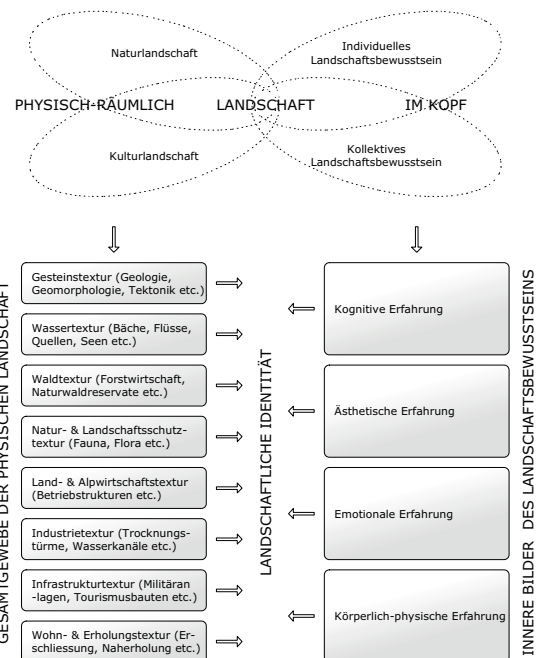 Naturlandschaft
Individuelles
Landschaftsbewusstsein
PHYSISCH-RÄUMLICH
LANDSCHAFT
IM KOPF
Kulturlandschaft
Kollektives
Landschaftsbewusstsein
GESAMTGEWEBE DER PHYSISCHEN LANDSCHAFT
Gesteinstextur (Geologie,
Geomorphologie, Tektonik etc.)
Wassertextur (Bäche, Flüsse,
Quellen, Seen etc.)
Waldtextur (Forstwirtschaft,
Naturwaldreservate etc.)
Natur- & Landschaftsschutz-
textur (Fauna, Flora etc.)
Land- & Alpwirtschaftstextur
(Betriebstrukturen etc.)
Industrietextur (Trocknungs-
türme, Wasserkanäle etc.)
Infrastrukturtextur (Militäran
-lagen, Tourismusbauten etc.)
Wohn- & Erholungstextur (Er-
schliessung, Naherholung etc.)
LANDSCHAFTLICHE IDENTITÄT
Kognitive Erfahrung
Ästhetische Erfahrung
Emotionale Erfahrung
Körperlich-physische Erfahrung
INNERE BILDER DES LANDSCHAFTSBEWUSSTSEINS